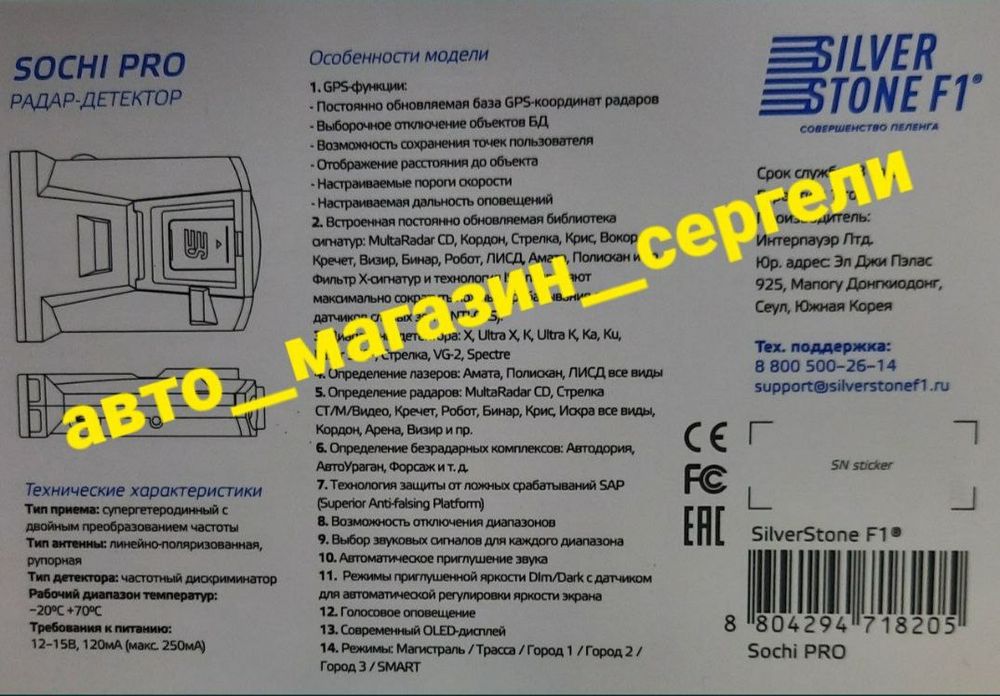 SOCHI PRO
РАДАР-ДЕТЕКТОР
Технические характеристики
Тип приема: супергетеродинный с
двойным преобразованием частоты
Тип антенны: линейно-поляризованная,
рупорная
Тип детектора: частотный дискриминатор
Рабочий диапазон температур:
–20°C +70°C
Требования к питанию:
12–15В, 120мА (макс. 250мА)
Особенности модели
1. GPS-функции:
- Постоянно обновляемая база GPS-координат радаров
- Выборочное отключение объектов БД
- Возможность сохранения точек пользователя
- Отображение расстояния до объекта
- Настраиваемые пороги скорости
- Настраиваемая дальность оповещений
2. Встроенная постоянно обновляемая библиотека
сигнатур: MultaRadar CD, Кордон, Стрелка, Крис, Вокор
Кречет, Визир, Бинар, Робот, ЛИСД, Амата, Полискан и
Фильтр X-сигнатур и
максимально
датчиков
X, Ultra X, K, Ultra K, Ka, Ku,
Стрелка, VG-2, Spectre
4. Определение лазеров: Амата, Полискан, ЛИСД все виды
5. Определение радаров: MultaRadar CD, Стрелка
СТ/М/Видео, Кречет, Робот, Бинар, Крис, Искра все виды,
Кордон, Арена, Визир и пр.
6. Определение безрадарных комплексов: Автодория,
АвтоУраган, Форсаж и т. д.
7. Технология защиты от ложных срабатываний SAP
(Superior Anti-falsing Platform)
8. Возможность отключения диапазонов
9. Выбор звуковых сигналов для каждого диапазона
10. Автоматическое приглушение звука
11. Режимы приглушенной яркости Dim/Dark с датчиком
для автоматической регулировки яркости экрана
12. Голосовое оповещение
13. Современный OLED-дисплей
14. Режимы: Магистраль / Трасса / Город 1 / Город 2 /
Город 3 / SMART
SILVER
STONE F1®
СОВЕРШЕНСТВО ПЕЛЕНГА
Срок
Производитель:
Интерпауэр Лтд.
Юр. адрес: Эл Джи Пэлас
925, Мапогу Донгкиодонг,
Сеул, Южная Корея
Тех. поддержка:
8 800 500-26-14
support@silverstonef1.ru
CE
FC
EAC
SN sticker
SilverStone F1®
8 804294 718205
Sochi PRO
авто__магазин__сергели